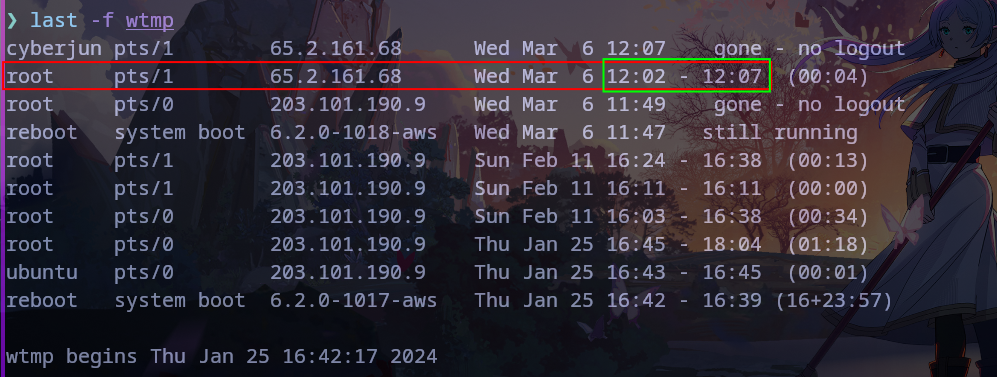 ❯ last -f wtmp
cyberjun pts/1        65.2.161.68      Wed Mar  6 12:07    gone - no logout
root     pts/1        65.2.161.68      Wed Mar  6 12:02 - 12:07  (00:04)
root     pts/0        203.101.190.9    Wed Mar  6 11:49    gone - no logout
reboot   system boot  6.2.0-1018-aws   Wed Mar  6 11:47   still running
root     pts/1        203.101.190.9    Sun Feb 11 16:24 - 16:38  (00:13)
root     pts/1        203.101.190.9    Sun Feb 11 16:11 - 16:11  (00:00)
root     pts/0        203.101.190.9    Sun Feb 11 16:03 - 16:38  (00:34)
root     pts/0        203.101.190.9    Thu Jan 25 16:45 - 18:04  (01:18)
ubuntu   pts/0        203.101.190.9    Thu Jan 25 16:43 - 16:45  (00:01)
reboot   system boot  6.2.0-1017-aws   Thu Jan 25 16:42 - 16:39 (16+23:57)
wtmp begins Thu Jan 25 16:42:17 2024